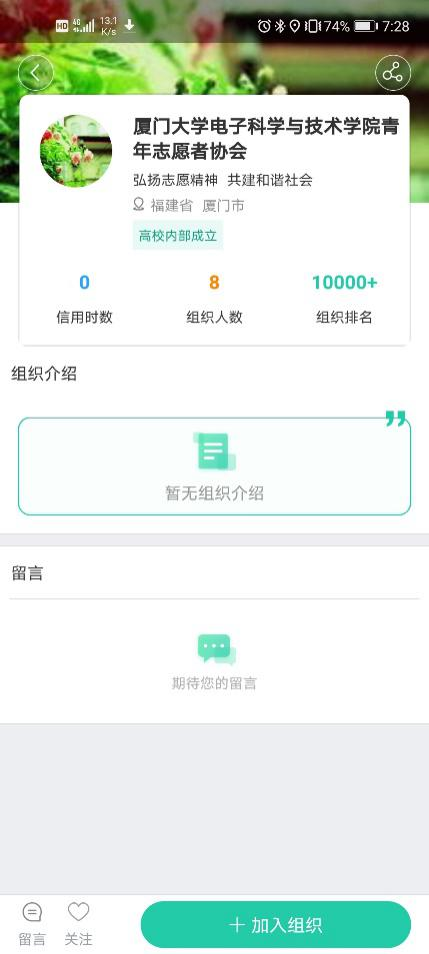 HD 4G 13.1 K/s 74% 7:28
厦门大学电子科学与技术学院青
年志愿者协会
弘扬志愿精神 共建和谐社会
福建省 厦门市
高校内部成立
0 8 10000+
信用时数 组织人数 组织排名
组织介绍
暂无组织介绍
留言
期待您的留言
留言 关注 加入组织